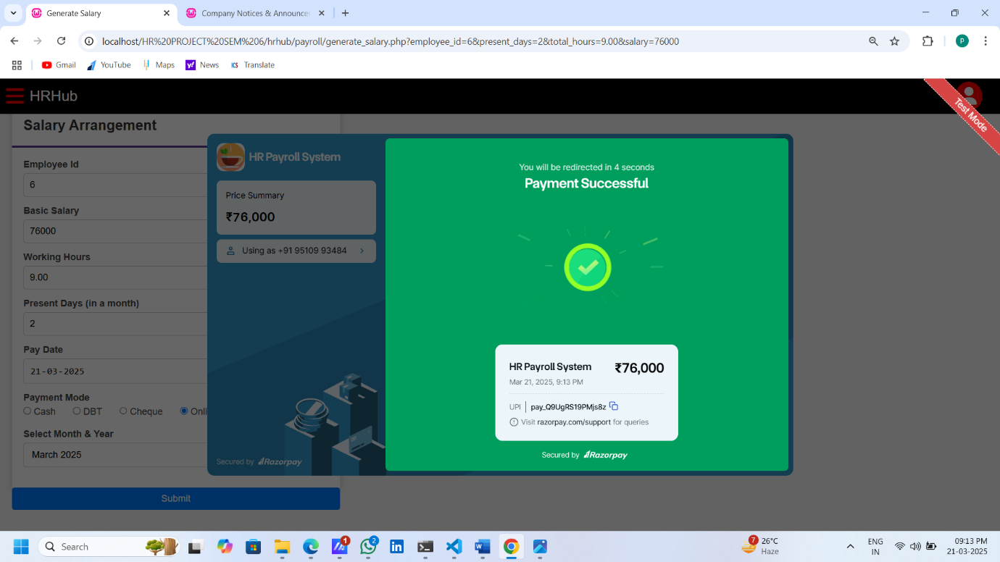 Generate Salary
Company Notices & Announcer
localhost/HR%20PROJECT%20SEM%206/hrhub/payroll/generate_salary.php?employee_id=6&present_days=2&total_hours=9.00&salary=76000
P
Gmail
YouTube
Maps
y!
News
ICS
Translate
HRHub
Test Mode
Salary Arrangement
Employee Id
6
Basic Salary
76000
Working Hours
9.00
Present Days (in a month)
2
Pay Date
21-03-2025
Payment Mode
Cash DBT Cheque Onli
Select Month & Year
March 2025
Submit
HR Payroll System
Price Summary
₹76,000
Using as +91 95109 93484
Secured by Razorpay
You will be redirected in 4 seconds
Payment Successful
HR Payroll System ₹76,000
Mar 21, 2025, 9:13 PM
UPI pay_Q9UgRS19PMjs8z
Visit razorpay.com/support for queries
Secured by Razorpay
Search
1
2
7
26°C
Haze
ENG
IN
09:13 PM
21-03-2025